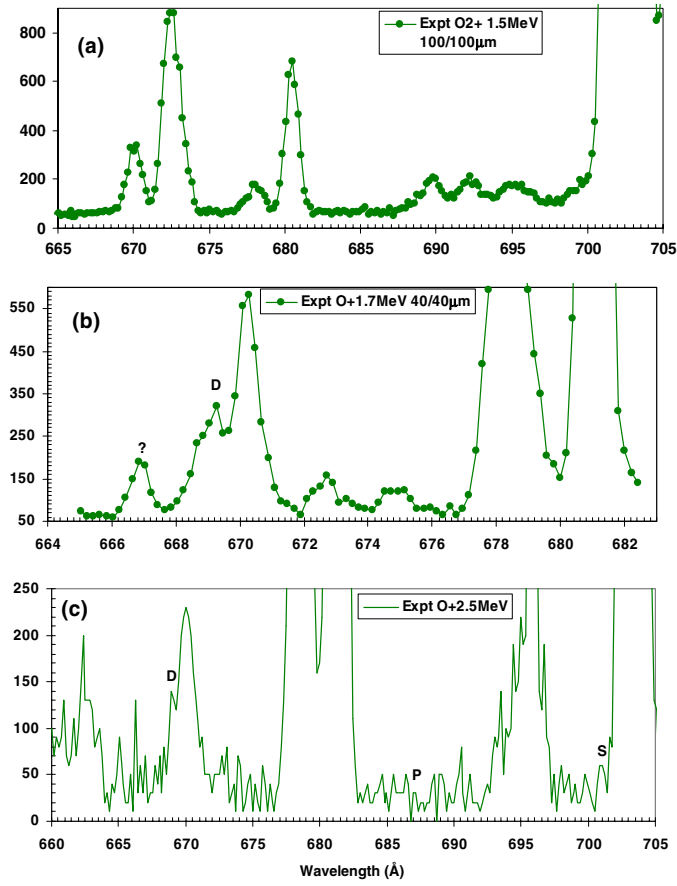 (a)
Expt O2+ 1.5MeV
100/100μm
800
600
400
200
0
665 670 675 680 685 690 695 700 705
(b)
Expt O+1.7MeV 40/40μm
550
450
350
250
150
50
D
?
664 666 668 670 672 674 676 678 680 682
(c)
Expt O+2.5MeV
250
200
150
100
50
0
D
P
S
660 665 670 675 680 685 690 695 700 705
Wavelength (Å)